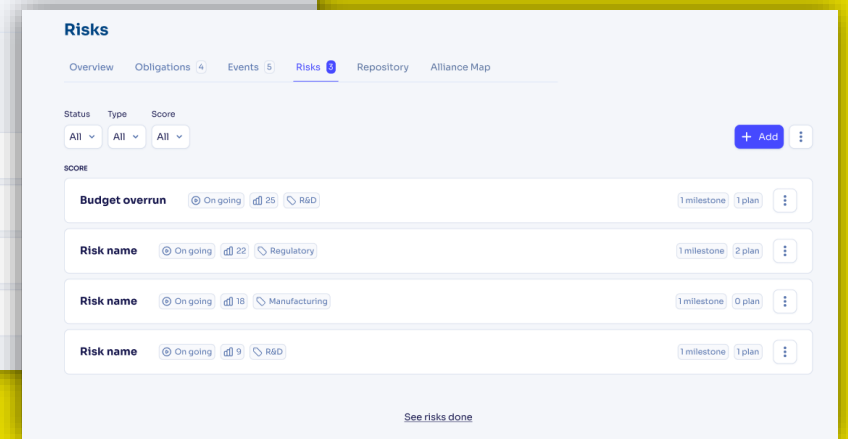 Risks
Overview Obligations 4 Events 5 Risks 3 Repository Alliance Map
Status Type Score
All All All + Add
SCORE
Budget overrun On going 25 R&D 1 milestone 1 plan
Risk name On going 22 Regulatory 1 milestone 2 plan
Risk name On going 18 Manufacturing 1 milestone 0 plan
Risk name On going 9 R&D 1 milestone 1 plan
See risks done